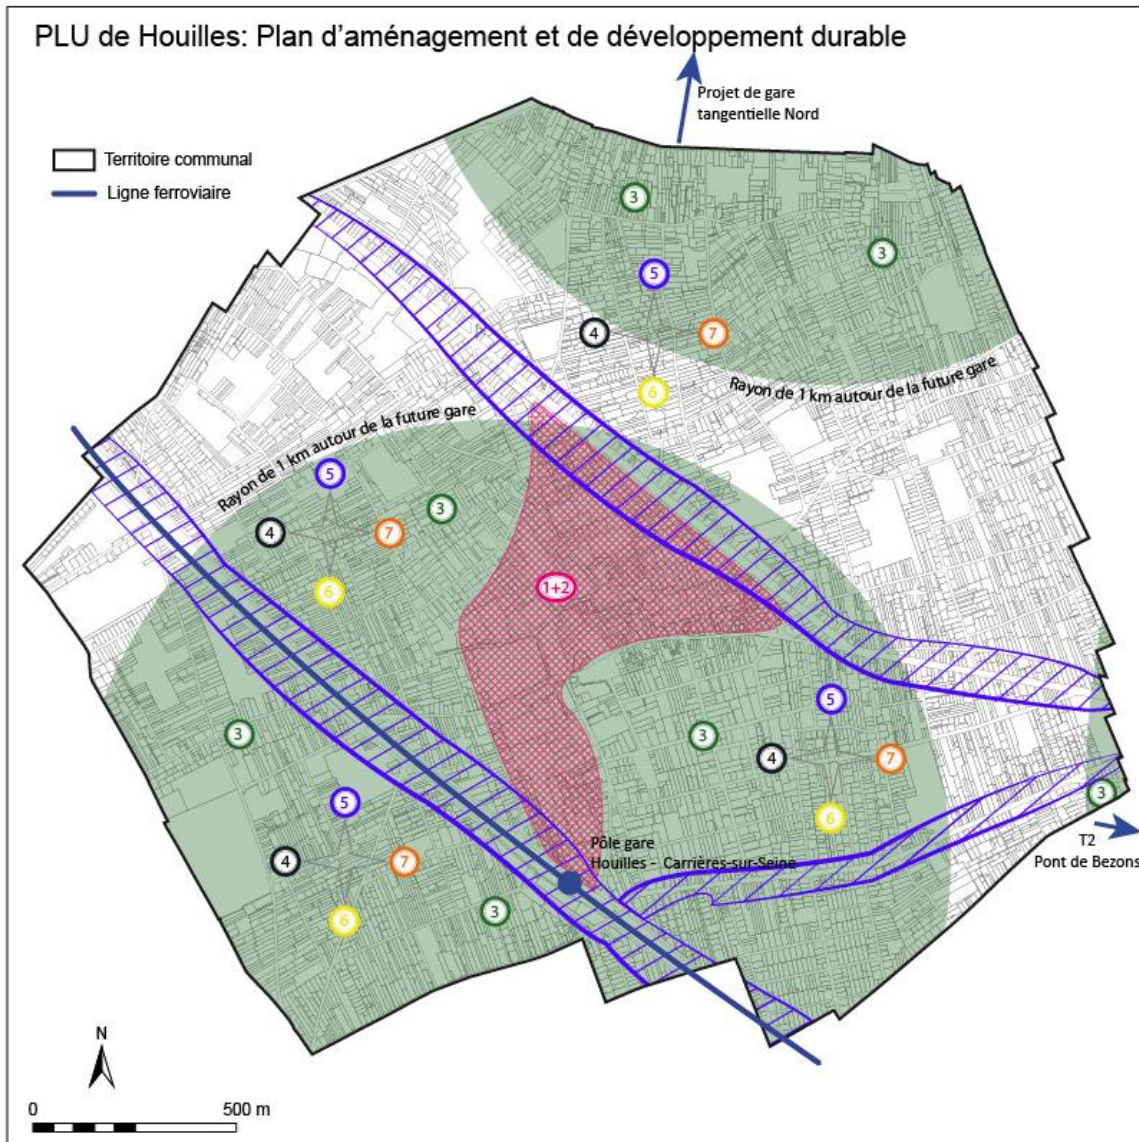 PLU de Houilles: Plan d'aménagement et de développement durable
Projet de gare
tangentielle Nord
Territoire communal
Ligne ferroviaire
3
3
5
4
7
6
Rayon de 1 km autour de la future gare
Rayon de 1 km autour de la future gare
5
3
4
7
6
1+2
5
3
3
4
7
5
6
3
4
7
6
3
Pôle gare
Houilles - Carrières-sur-Seine
T2
Pont de Bezons
N
0 500 m